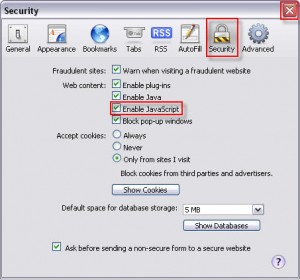 Security
General Appearance Bookmarks Tabs RSS AutoFill Security Advanced
RSS
Fraudulent sites: Warn when visiting a fraudulent website
Web content: Enable plug-ins
Enable Java
Enable JavaScript
Block pop-up windows
Accept cookies: Always
Never
Only from sites I visit
Block cookies from third parties and advertisers.
Show Cookies
Default space for database storage: 5 MB
Show Databases
Ask before sending a non-secure form to a secure website
?